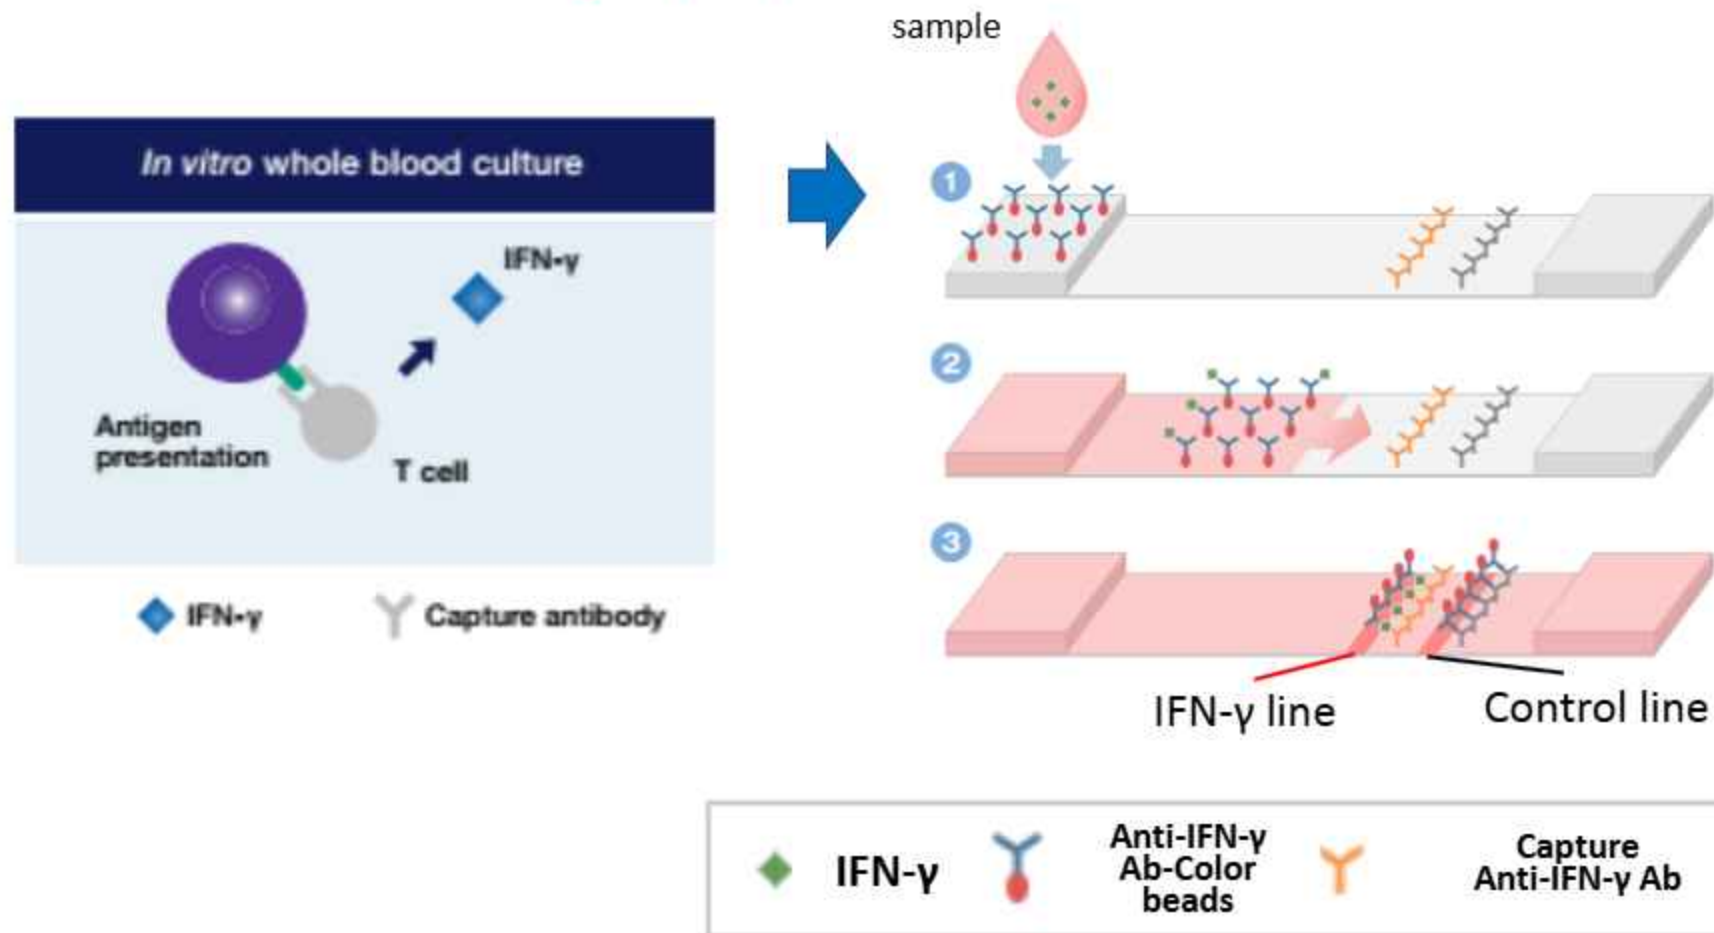 sample
In vitro whole blood culture
IFN-γ
Antigen
presentation
T cell
IFN-γ
Capture antibody
1
2
3
IFN-γ line
Control line
IFN-γ
Anti-IFN-γ
Ab-Color
beads
Capture
Anti-IFN-γ Ab